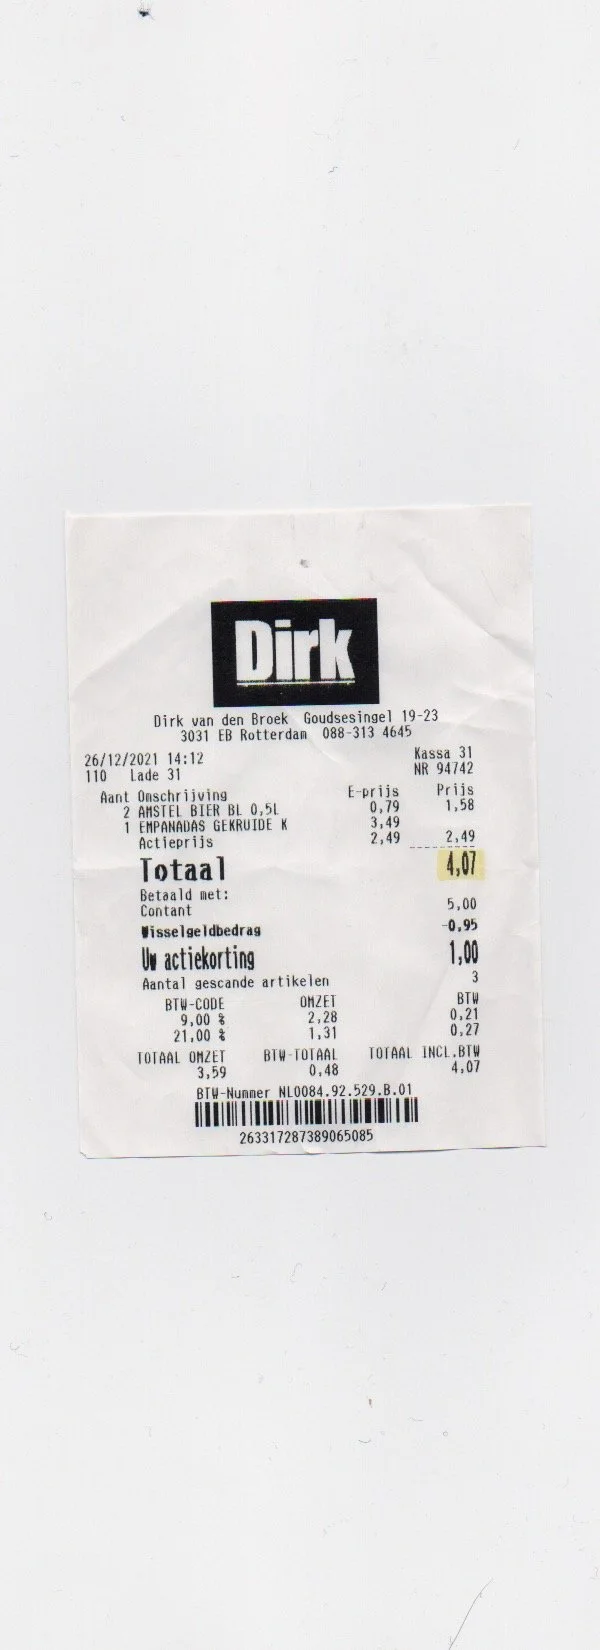 Dirk
Dirk van den Broek Goudsesingel 19-23
3031 EB Rotterdam 088-313 4645
26/12/2021 14:12 Kassa 31
110 Lade 31 NR 94742
Aant Omschrijving E-prijs Prijs
2 AMSTEL BIER BL 0,5L 0,79 1,58
1 EMPANADAS GEKRUIDE K 3,49
Actieprijs 2,49 2,49
Totaal 4,07
Betaald met:
Contant 5,00
Wisselgeldbedrag -0,95
Uw actiekorting 1,00
Aantal gescande artikelen 3
BTW-CODE OMZET BTW
9,00 % 2,28 0,21
21,00 % 1,31 0,27
TOTAAL OMZET BTW-TOTAAL TOTAAL INCL.BTW
3,59 0,48 4,07
BTW-Nummer NL0084.92.529.B.01
263317287389065085